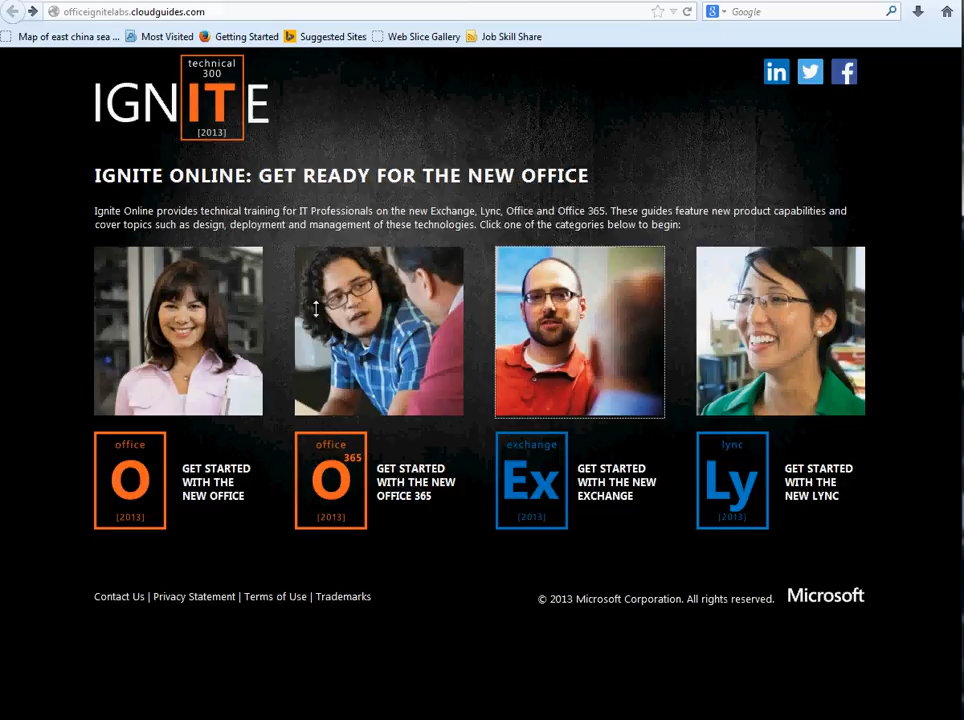 officeignitelabs.cloudguides.com
Google
Map of east china sea ...
Most Visited
Getting Started
Suggested Sites
Web Slice Gallery
Job Skill Share
technical
300
IGNITE
[2013]
IGNITE ONLINE: GET READY FOR THE NEW OFFICE
Ignite Online provides technical training for IT Professionals on the new Exchange, Lync, Office and Office 365. These guides feature new product capabilities and
cover topics such as design, deployment and management of these technologies. Click one of the categories below to begin:
office
O
[2013]
GET STARTED
WITH THE
NEW OFFICE
office
365
O
[2013]
GET STARTED
WITH THE NEW
OFFICE 365
exchange
Ex
[2013]
GET STARTED
WITH THE NEW
EXCHANGE
lync
Ly
[2013]
GET STARTED
WITH THE
NEW LYNC
Contact Us | Privacy Statement | Terms of Use | Trademarks
© 2013 Microsoft Corporation. All rights reserved.
Microsoft